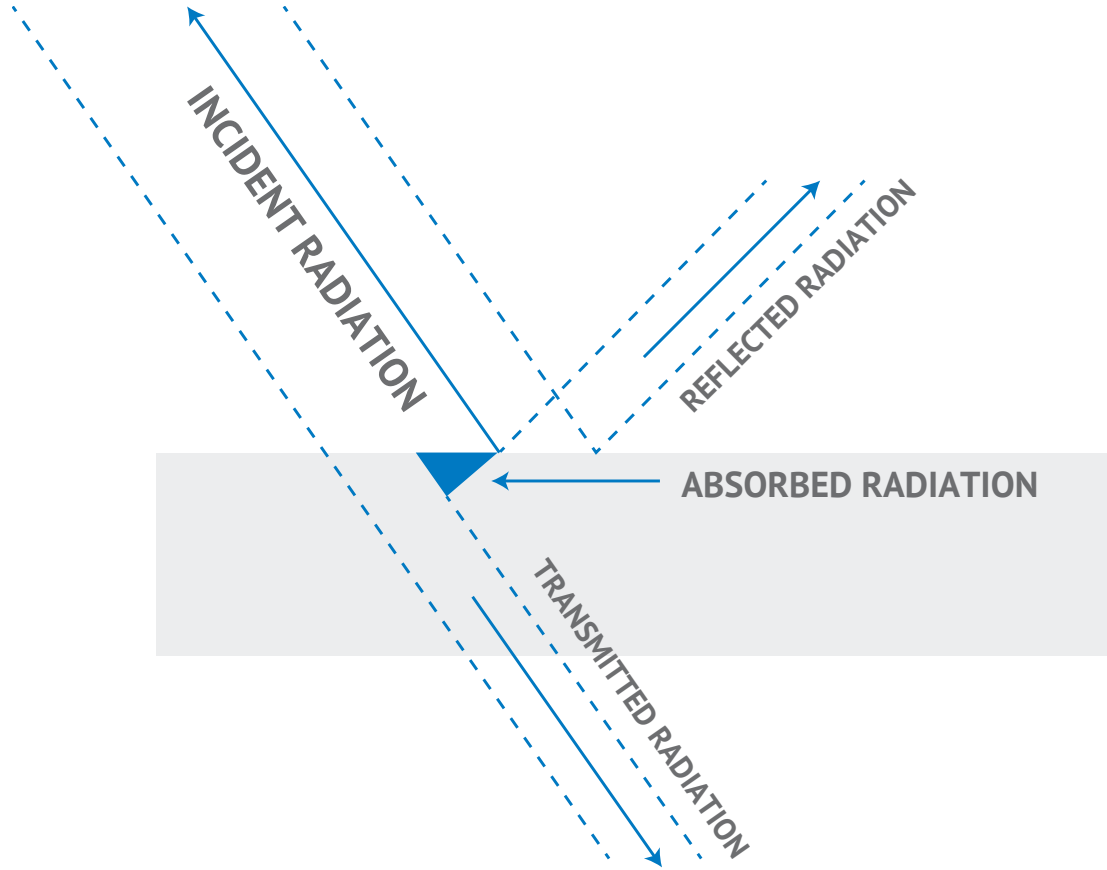 INCIDENT RADIATION
REFLECTED RADIATION
ABSORBED RADIATION
TRANSMITTED RADIATION